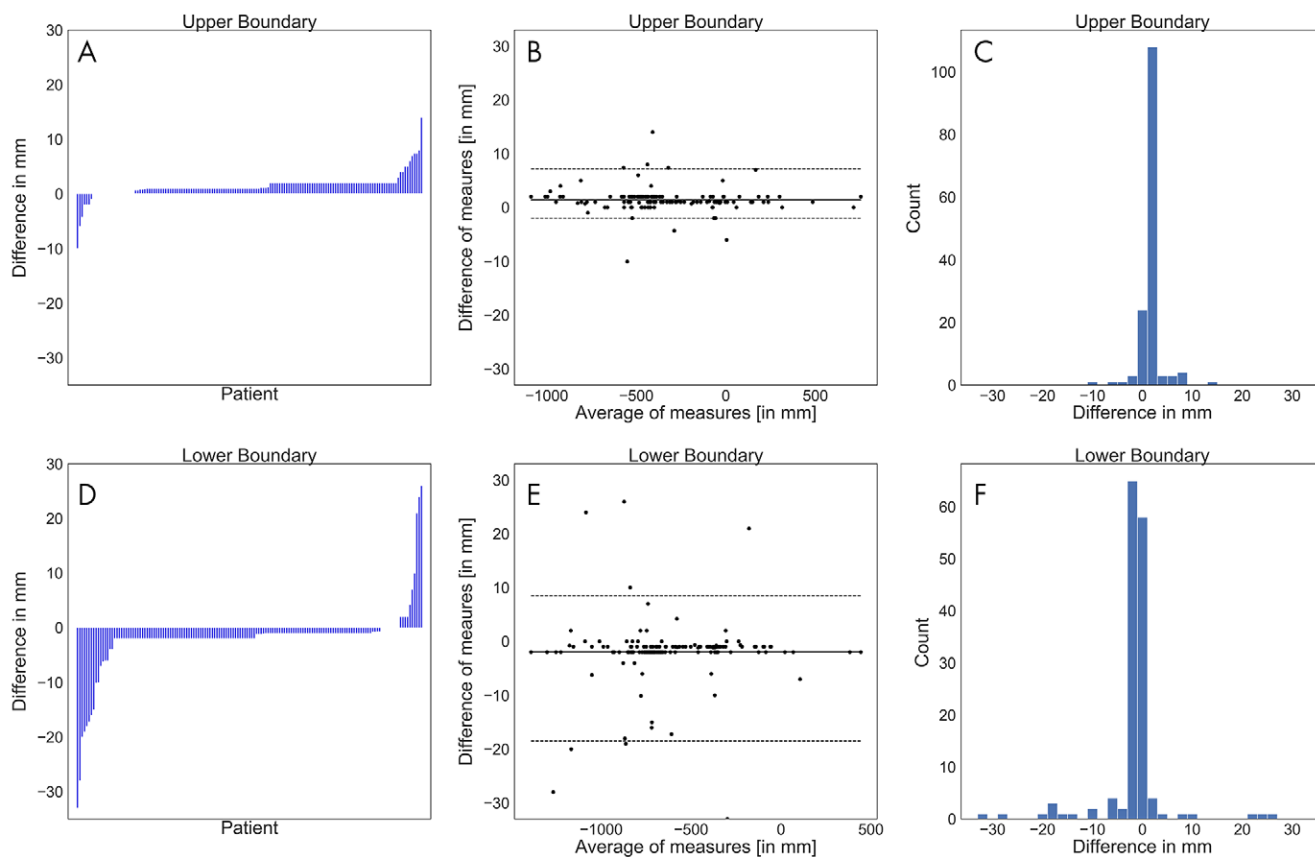 Upper Boundary
A
30
20
10
0
−10
−20
−30
Difference in mm
Patient
Upper Boundary
B
30
20
10
0
−10
−20
−30
Difference of measures [in mm]
−1000 −500 0 500
Average of measures [in mm]
Upper Boundary
C
100
80
60
40
20
0
Count
−30 −20 −10 0 10 20 30
Difference in mm
Lower Boundary
D
30
20
10
0
−10
−20
−30
Difference in mm
Patient
Lower Boundary
E
30
20
10
0
−10
−20
−30
Difference of meaures [in mm]
−1000 −500 0 500
Average of measures [in mm]
Lower Boundary
F
60
50
40
30
20
10
0
Count
−30 −20 −10 0 10 20 30
Difference in mm